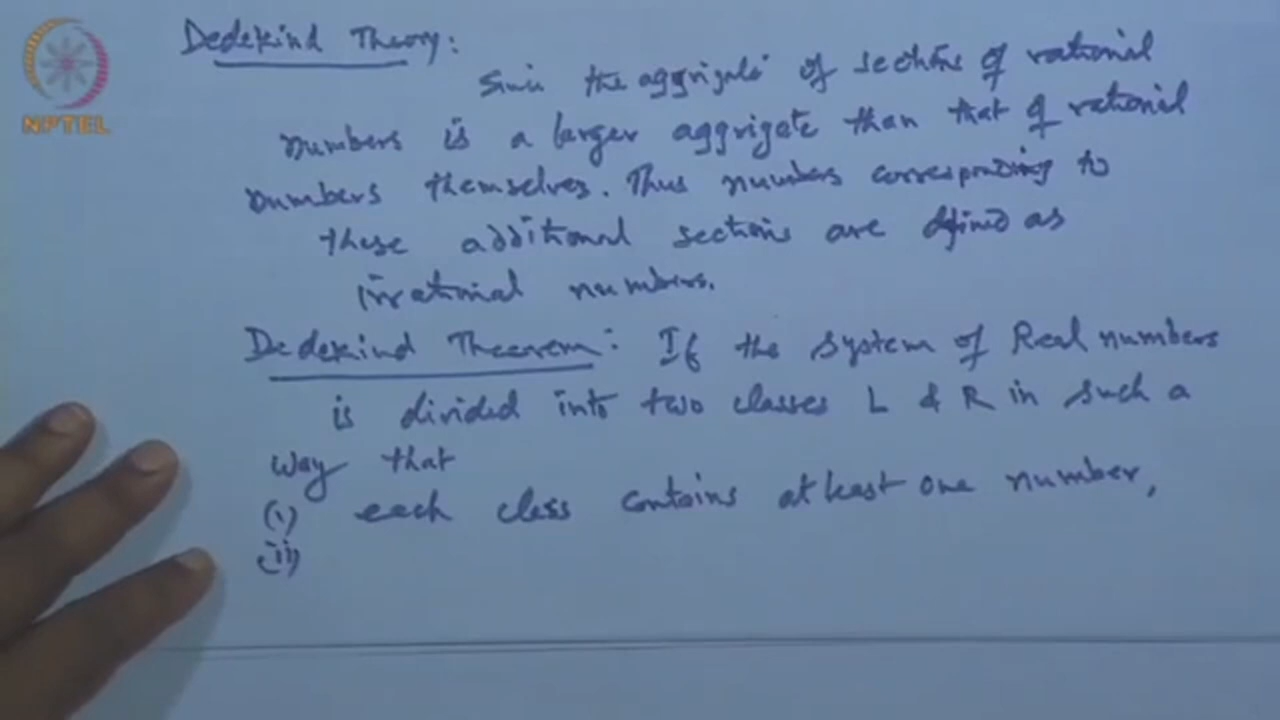 NPTEL
Dedekind Theory:
Since the aggrigate of sections of rational
numbers is a larger aggrigate than that of rational
numbers themselves. Thus numbers corresponding to
these additional sections are defined as
irrational numbers.
Dedekind Theorem: If the system of Real numbers
is divided into two classes L & R in such a
way that
(i) each class contains at least one number,
(ii)